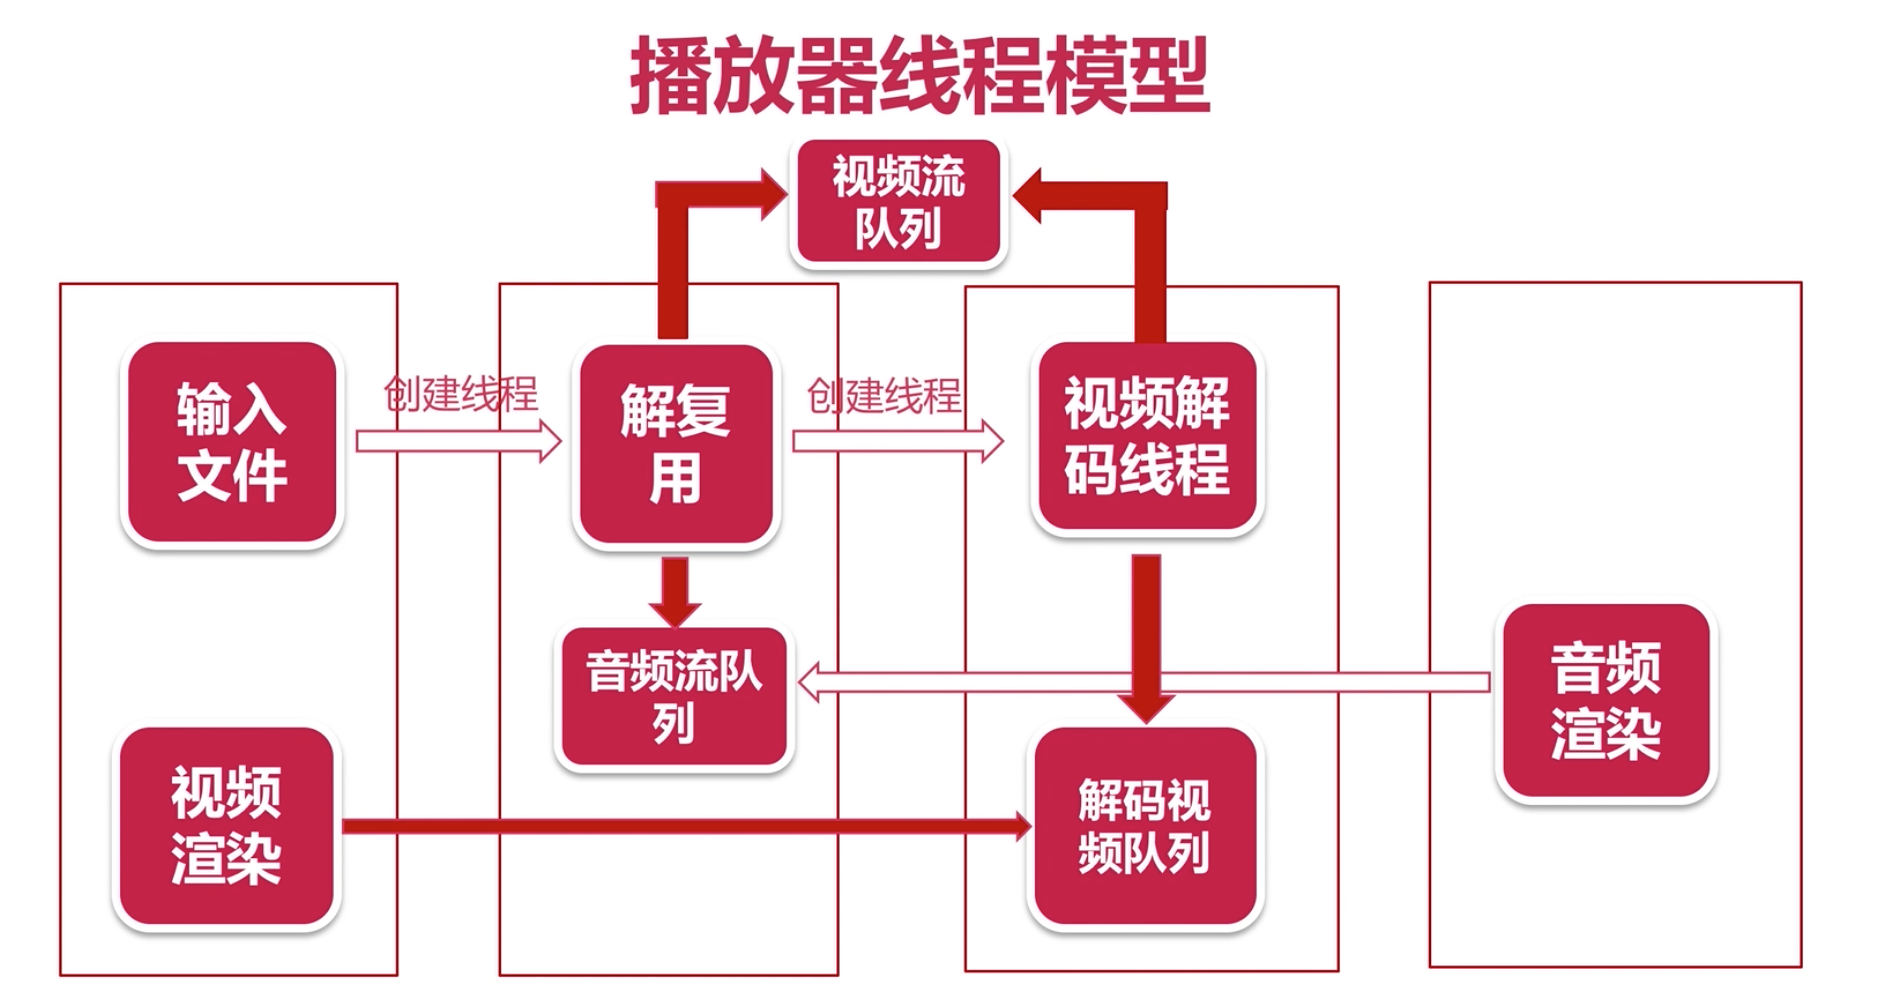 播放器线程模型
视频流
队列
输入
文件
创建线程
解复
用
创建线程
视频解
码线程
音频流队
列
音频
渲染
视频
渲染
解码视
频队列